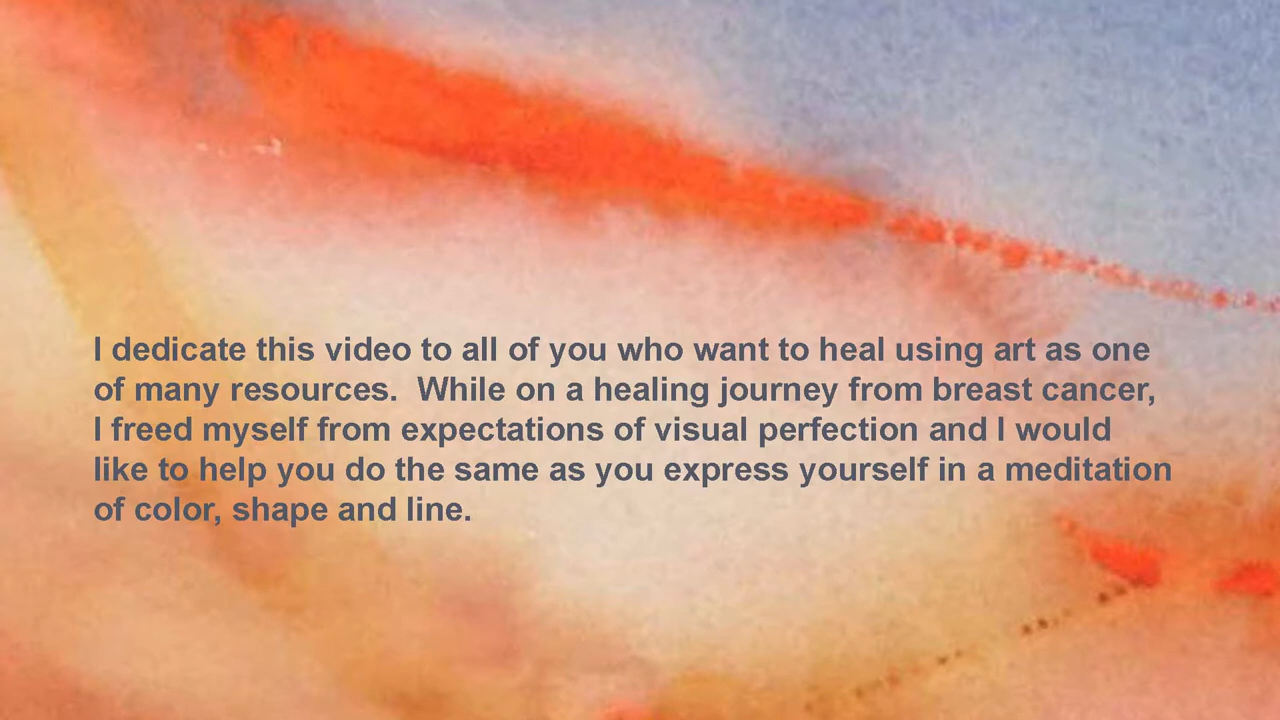 I dedicate this video to all of you who want to heal using art as one
of many resources.  While on a healing journey from breast cancer,
I freed myself from expectations of visual perfection and I would
like to help you do the same as you express yourself in a meditation
of color, shape and line.